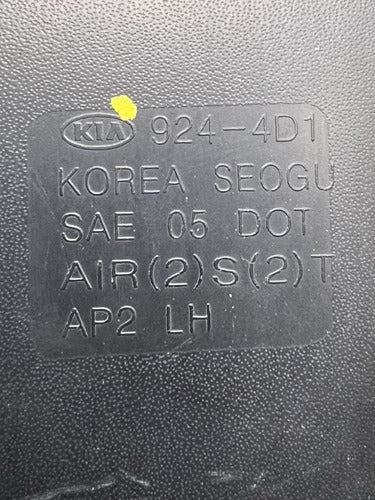 KIA 924-4D1
KOREA SEOGU
SAE 05 DOT
AIR(2)S(2)T
AP2 LH